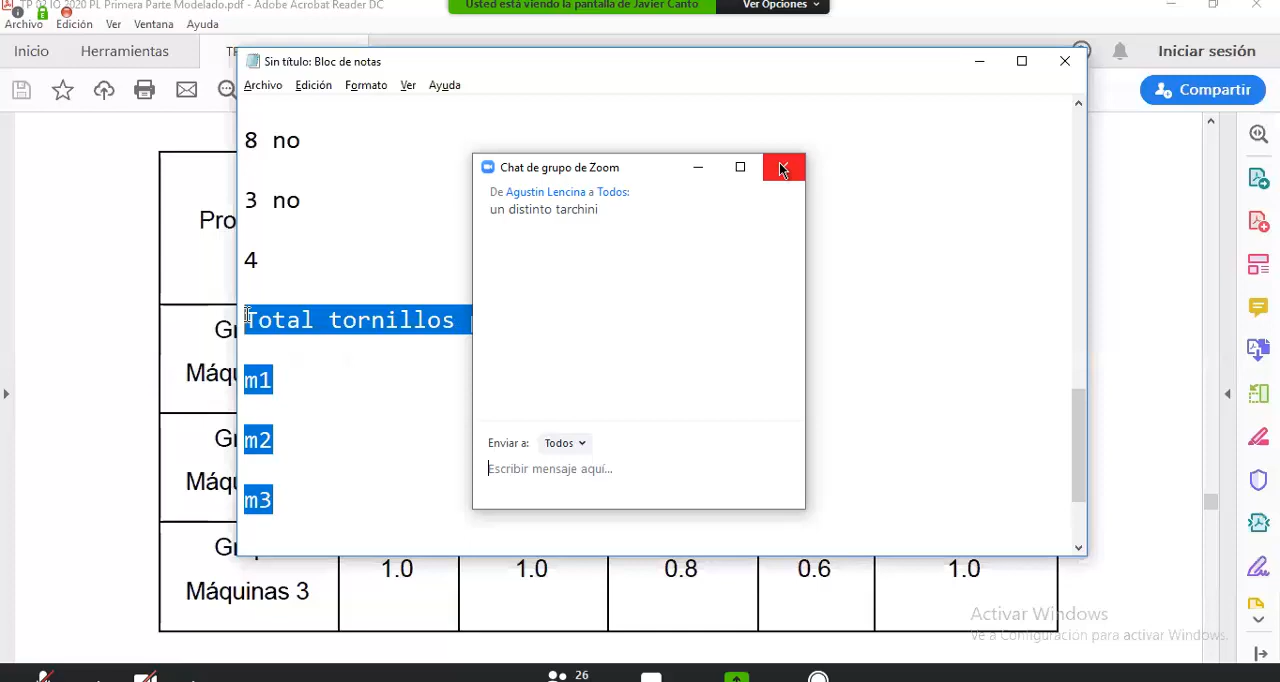 TP 02 IO 2020 PL Primera Parte Modelado.pdf - Adobe Acrobat Reader DC
Usted está viendo la pantalla de Javier Canto
Ver Opciones
Archivo Edición Ver Ventana Ayuda
Inicio Herramientas
Iniciar sesión
Compartir
Sin título: Bloc de notas
Archivo Edición Formato Ver Ayuda
8 no
3 no
4
Total tornillos
m1
m2
m3
Chat de grupo de Zoom
De Agustin Lencina a Todos:
un distinto tarchini
Enviar a: Todos
Escribir mensaje aquí...
Máquinas 3
1.0 1.0 0.8 0.6 1.0
Activar Windows
Ve a Configuración para activar Windows.
26